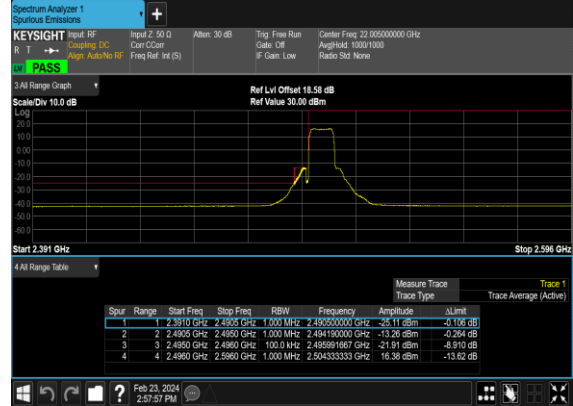 Spectrum Analyzer 1
Spurious Emissions
+
KEYSIGHT
R T
Input: RF
Coupling: DC
Align: Auto/No RF
Input Z: 50 Ω
Corr CCorr
Freq Ref: Int (S)
Atten: 30 dB
Trig: Free Run
Gate: Off
IF Gain: Low
Center Freq: 22.005000000 GHz
Avg|Hold: 1000/1000
Radio Std: None
PASS
3 All Range Graph
Scale/Div 10.0 dB
Ref Lvl Offset 18.58 dB
Ref Value 30.00 dBm
Log
20.0
10.0
0.00
-10.0
-20.0
-30.0
-40.0
-50.0
-60.0
Start 2.391 GHz
Stop 2.596 GHz
4 All Range Table
Measure Trace Trace 1
Trace Type Trace Average (Active)
Spur Range Start Freq Stop Freq RBW Frequency Amplitude ΔLimit
1 1 2.3910 GHz 2.4905 GHz 1.000 MHz 2.490500000 GHz -25.11 dBm -0.106 dB
2 2 2.4905 GHz 2.4950 GHz 1.000 MHz 2.494190000 GHz -13.26 dBm -0.264 dB
3 3 2.4950 GHz 2.4960 GHz 100.0 kHz 2.495991667 GHz -21.91 dBm -8.910 dB
4 4 2.4960 GHz 2.5960 GHz 1.000 MHz 2.504333333 GHz 16.38 dBm -13.62 dB
?
Feb 23, 2024
2:57:57 PM